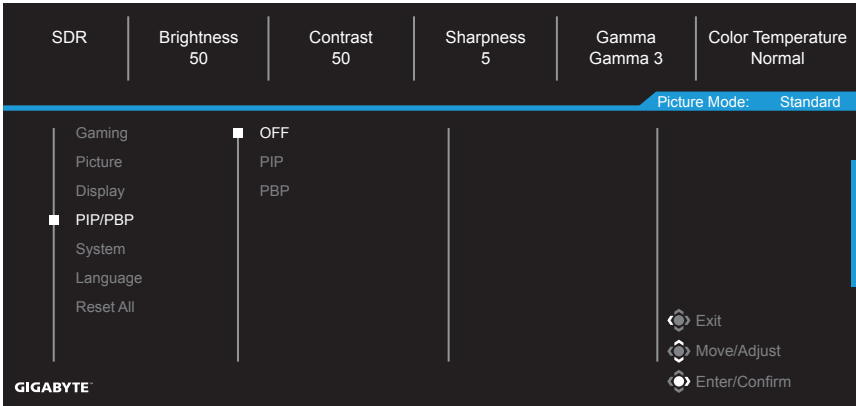 SDR Brightness Contrast Sharpness Gamma Color Temperature
50 50 5 Gamma 3 Normal
Picture Mode: Standard
Gaming OFF
Picture PIP
Display PBP
PIP/PBP
System
Language
Reset All
Exit
Move/Adjust
Enter/Confirm
GIGABYTE™